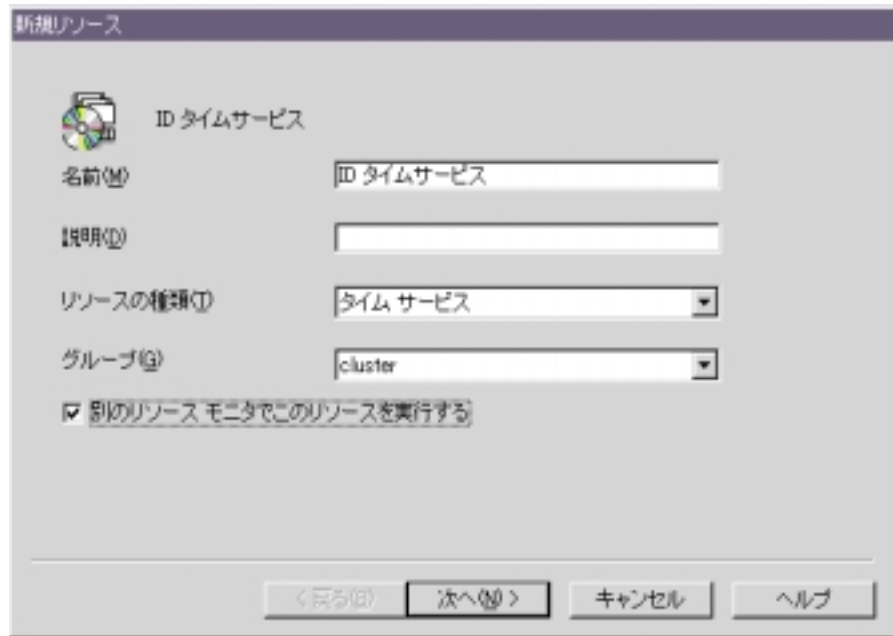 新規リソース
ID タイムサービス
名前(M) ID タイムサービス
説明(D)
リソースの種類(T) タイム サービス
グループ(G) cluster
別のリソース モニタでこのリソースを実行する
< 戻る(B) 次へ(N) > キャンセル ヘルプ